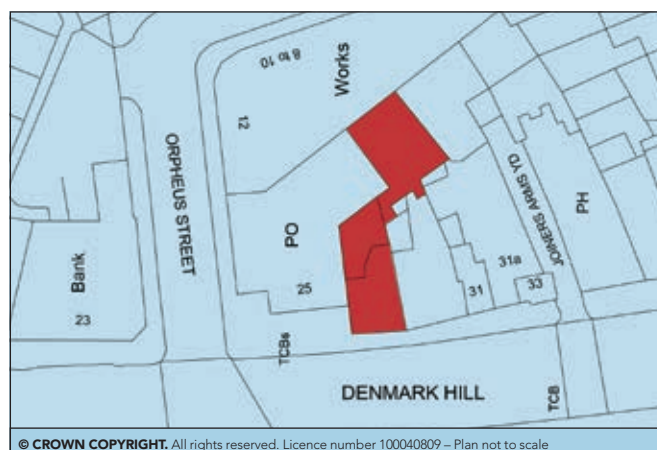 8 to 10
Works
12
ORPHEUS STREET
PO
JOINERS ARMS YD
PH
Bank
23
25
31a
31
33
TCBs
DENMARK HILL
TCB
© CROWN COPYRIGHT. All rights reserved. Licence number 100040809 – Plan not to scale